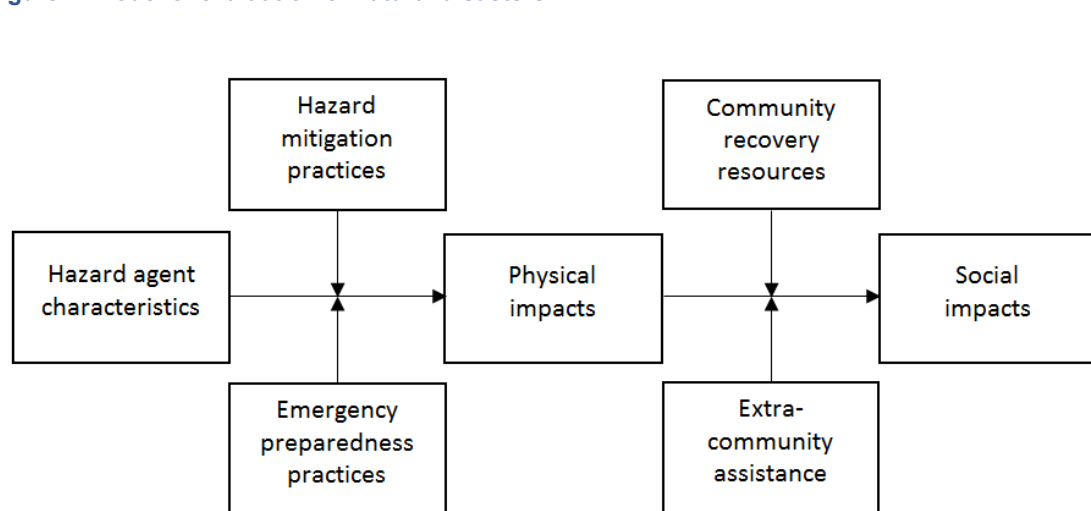 Hazard
mitigation
practices
Community
recovery
resources
Hazard agent
characteristics
Physical
impacts
Social
impacts
Emergency
preparedness
practices
Extra-
community
assistance